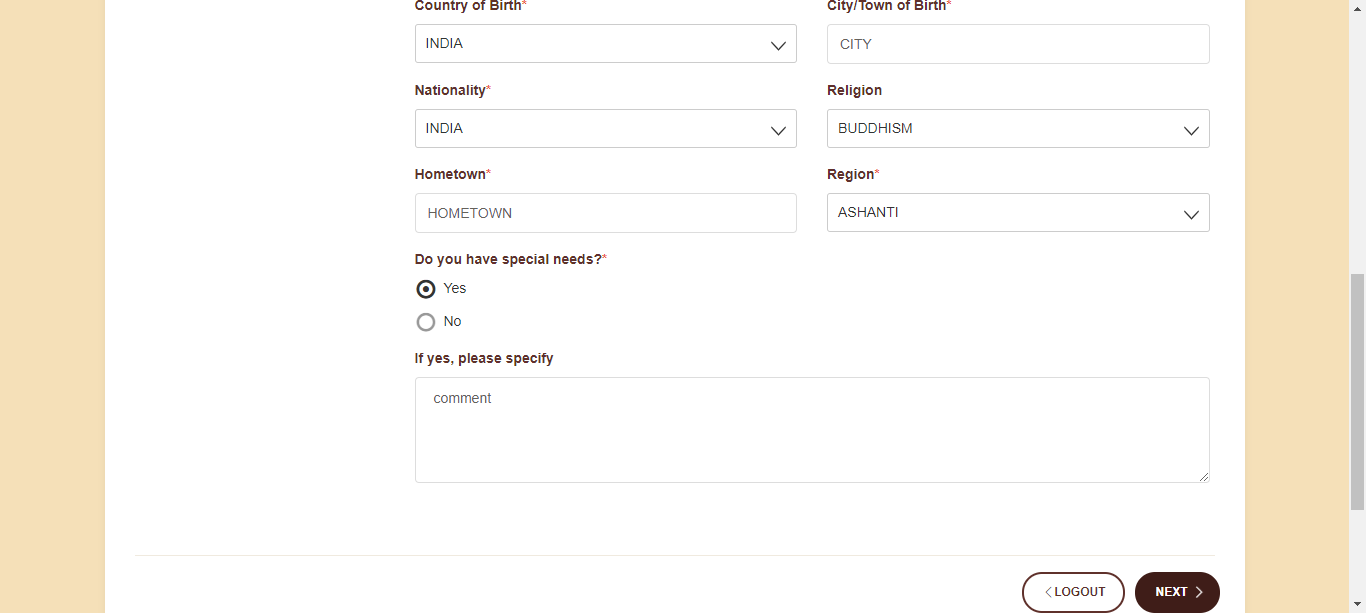 Country of Birth*
City/Town of Birth*
INDIA
CITY
Nationality*
Religion
INDIA
BUDDHISM
Hometown*
Region*
HOMETOWN
ASHANTI
Do you have special needs?*
Yes
No
If yes, please specify
comment
LOGOUT
NEXT